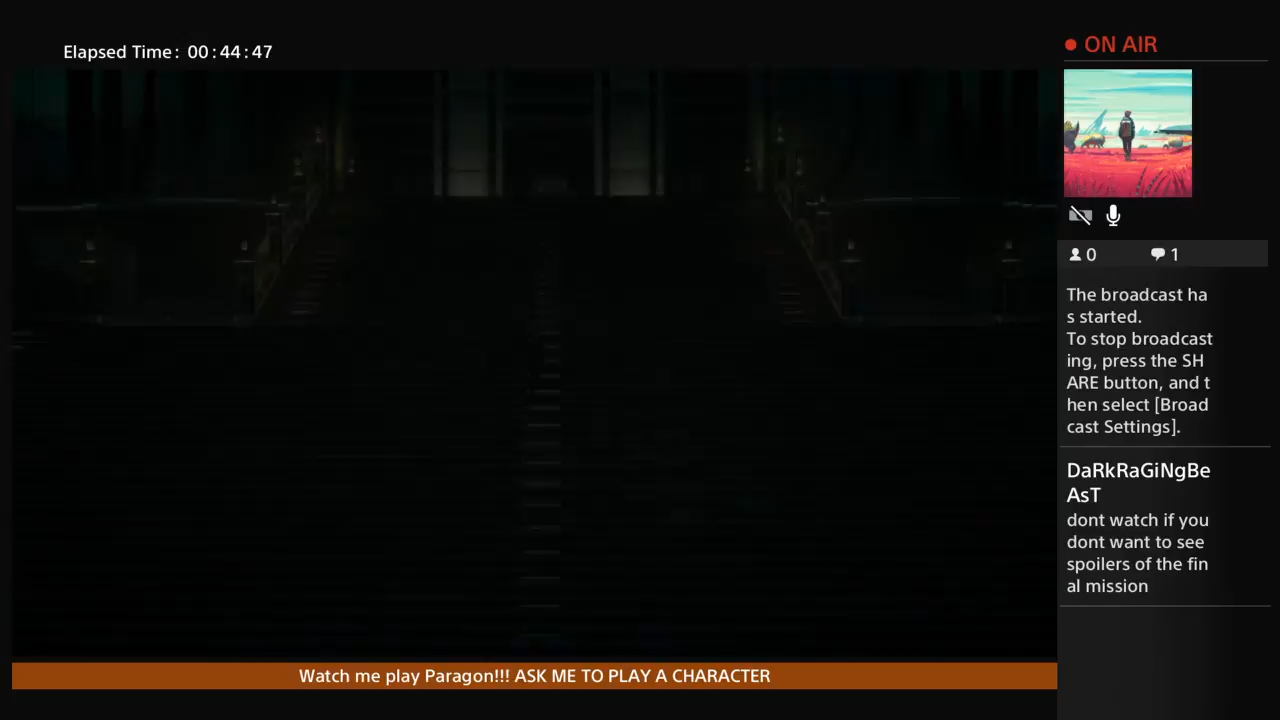 Elapsed Time: 00:44:47
ON AIR
0 1
The broadcast ha
s started.
To stop broadcast
ing, press the SH
ARE button, and t
hen select [Broad
cast Settings].
DaRkRaGiNgBe
AsT
dont watch if you
dont want to see
spoilers of the fin
al mission
Watch me play Paragon!!! ASK ME TO PLAY A CHARACTER